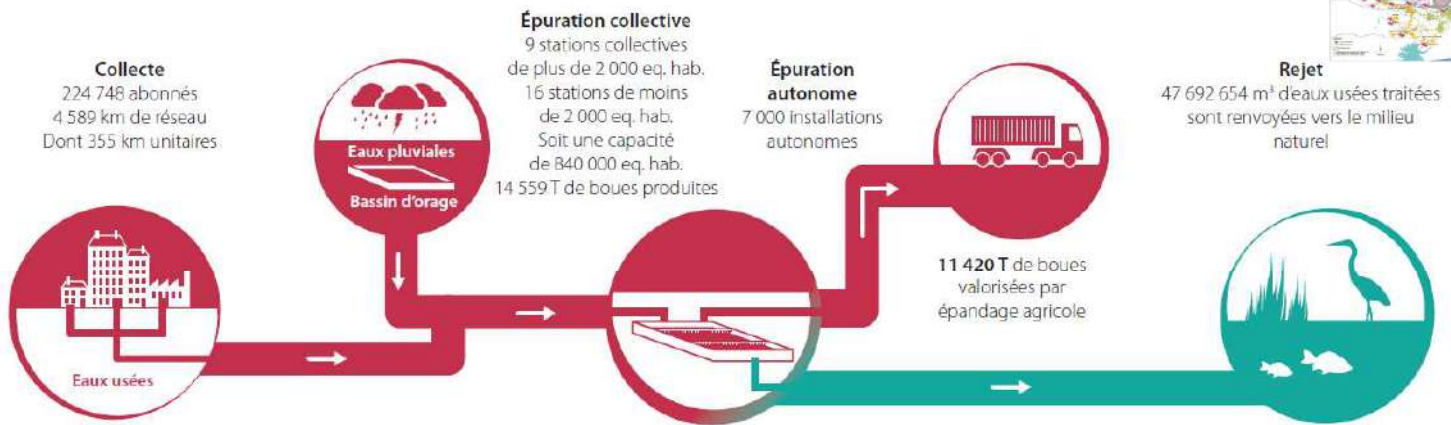 Collecte
224 748 abonnés
4 589 km de réseau
Dont 355 km unitaires
Eaux usées
Eaux pluviales
Bassin d'orage
Épuration collective
9 stations collectives
de plus de 2 000 eq. hab.
16 stations de moins
de 2 000 eq. hab.
Soit une capacité
de 840 000 eq. hab.
14 559 T de boues produites
Épuration
autonome
7 000 installations
autonomes
11 420 T de boues
valorisées par
épandage agricole
Rejet
47 692 654 m³ d'eaux usées traitées
sont renvoyées vers le milieu
naturel